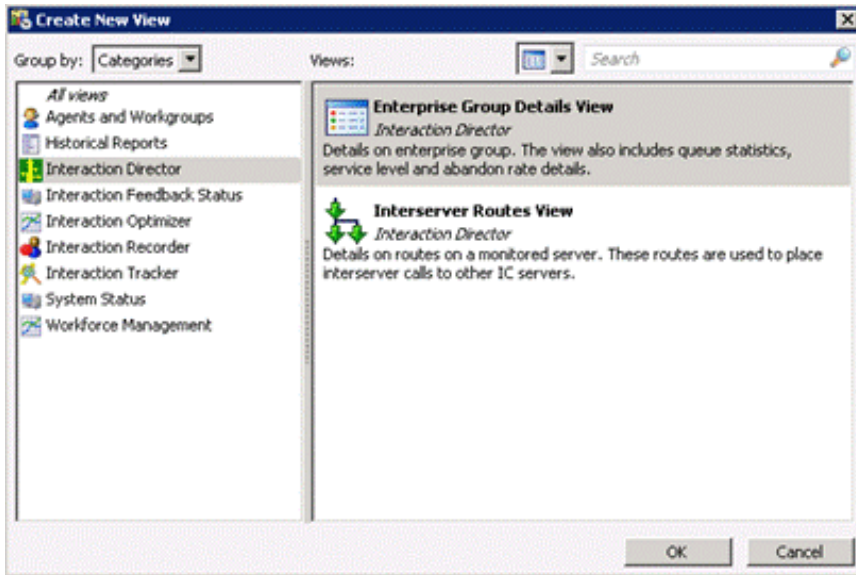 Create New View
Group by: Categories
Views:
Search
All views
Agents and Workgroups
Historical Reports
Interaction Director
Interaction Feedback Status
Interaction Optimizer
Interaction Recorder
Interaction Tracker
System Status
Workforce Management
Enterprise Group Details View
Interaction Director
Details on enterprise group. The view also includes queue statistics,
service level and abandon rate details.
Interserver Routes View
Interaction Director
Details on routes on a monitored server. These routes are used to place
interserver calls to other IC servers.
OK
Cancel